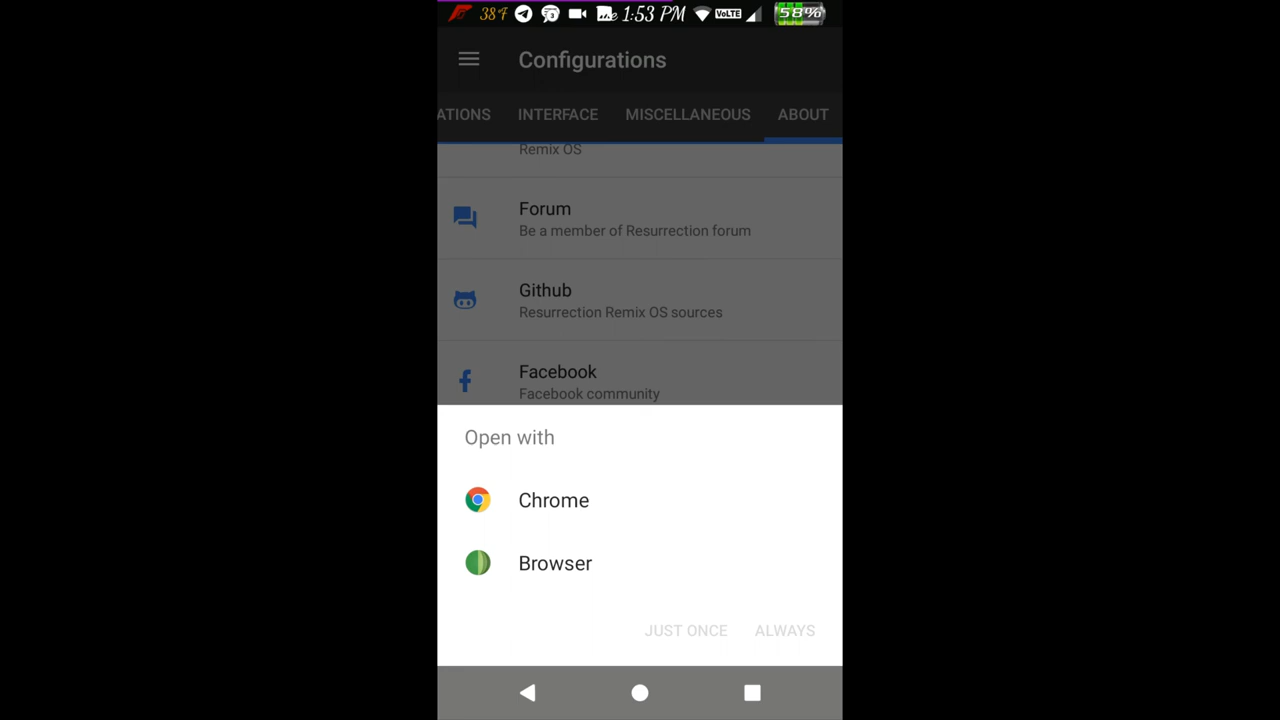 38°F 1:53 PM VoLTE 58%
Configurations
ATIONS INTERFACE MISCELLANEOUS ABOUT
Remix OS
Forum
Be a member of Resurrection forum
Github
Resurrection Remix OS sources
Facebook
Facebook community
Open with
Chrome
Browser
JUST ONCE ALWAYS